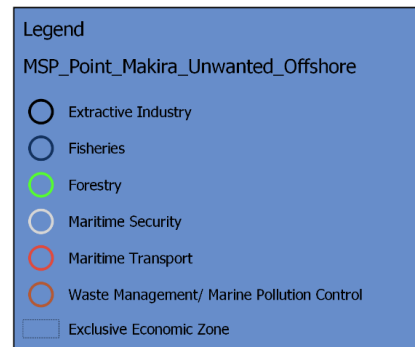 Legend
MSP_Point_Makira_Unwanted_Offshore
Extractive Industry
Fisheries
Forestry
Maritime Security
Maritime Transport
Waste Management/ Marine Pollution Control
Exclusive Economic Zone